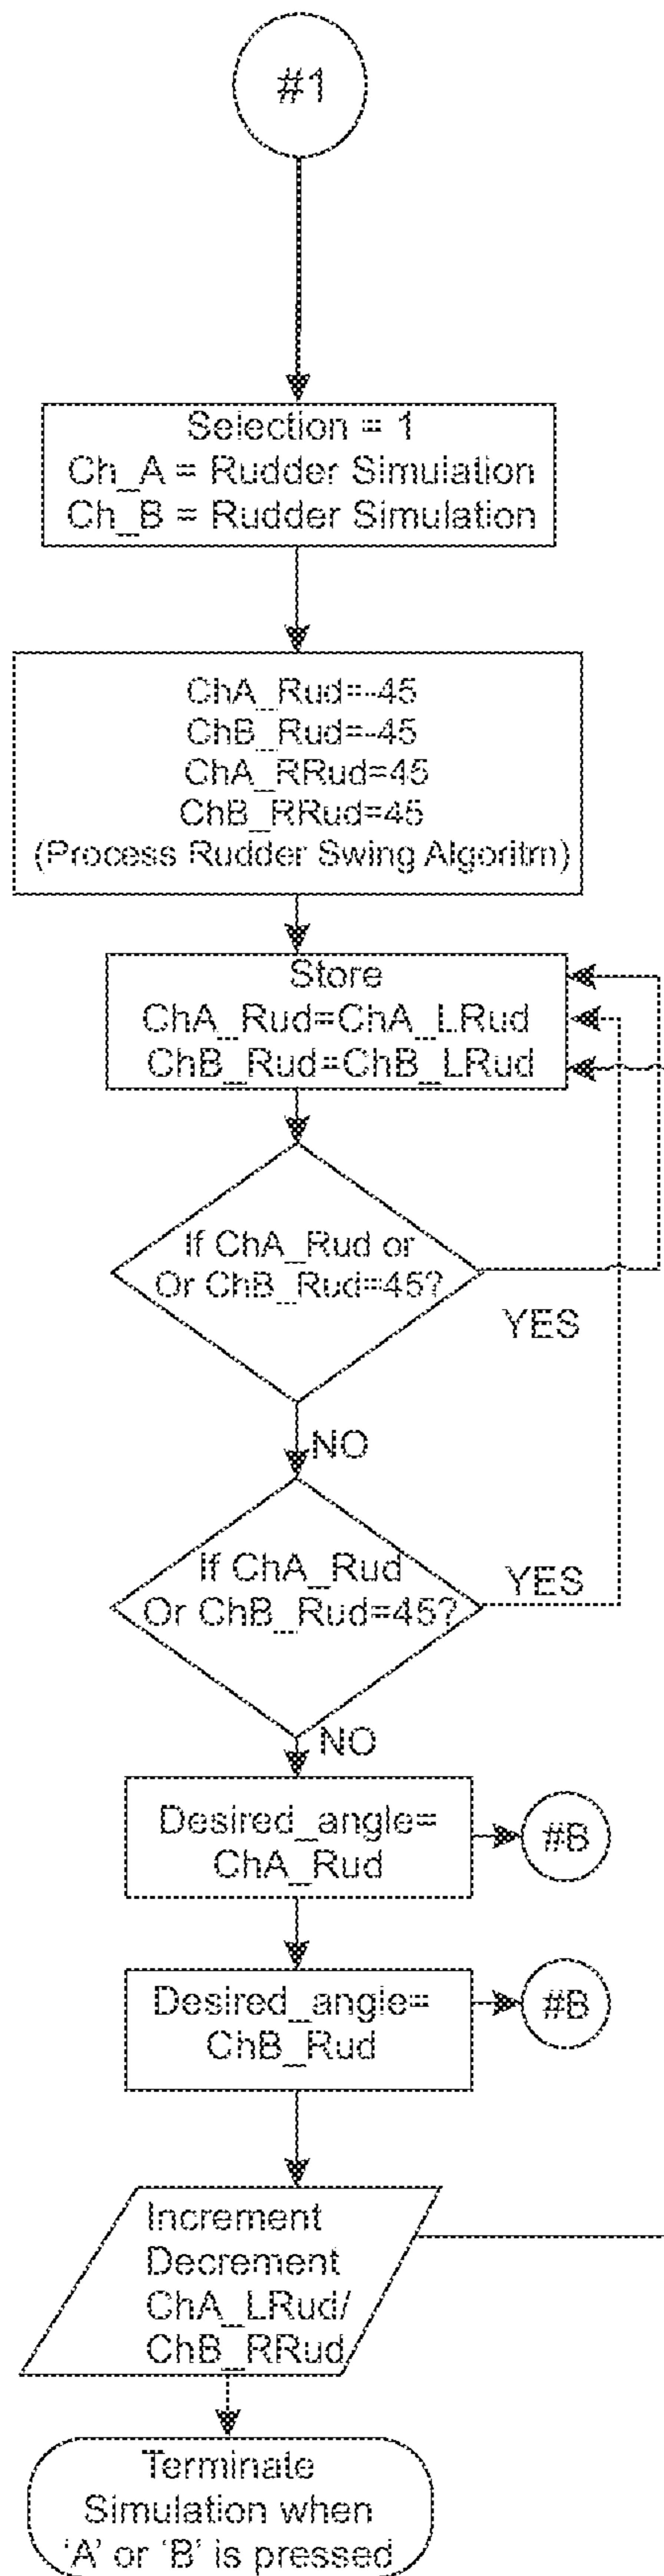 #1
Selection = 1
Ch_A = Rudder Simulation
Ch_B = Rudder Simulation
ChA_Rud=-45
ChB_Rud=-45
ChA_RRud=45
ChB_RRud=45
(Process Rudder Swing Algoritm)
Store
ChA_Rud=ChA_LRud
ChB_Rud=ChB_LRud
If ChA_Rud or
Or ChB_Rud=45?
YES
NO
If ChA_Rud
Or ChB_Rud=45?
YES
NO
Desired_angle=
ChA_Rud
#B
Desired_angle=
ChB_Rud
#B
Increment
Decrement
ChA_LRud/
ChB_RRud
Terminate
Simulation when
'A' or 'B' is pressed